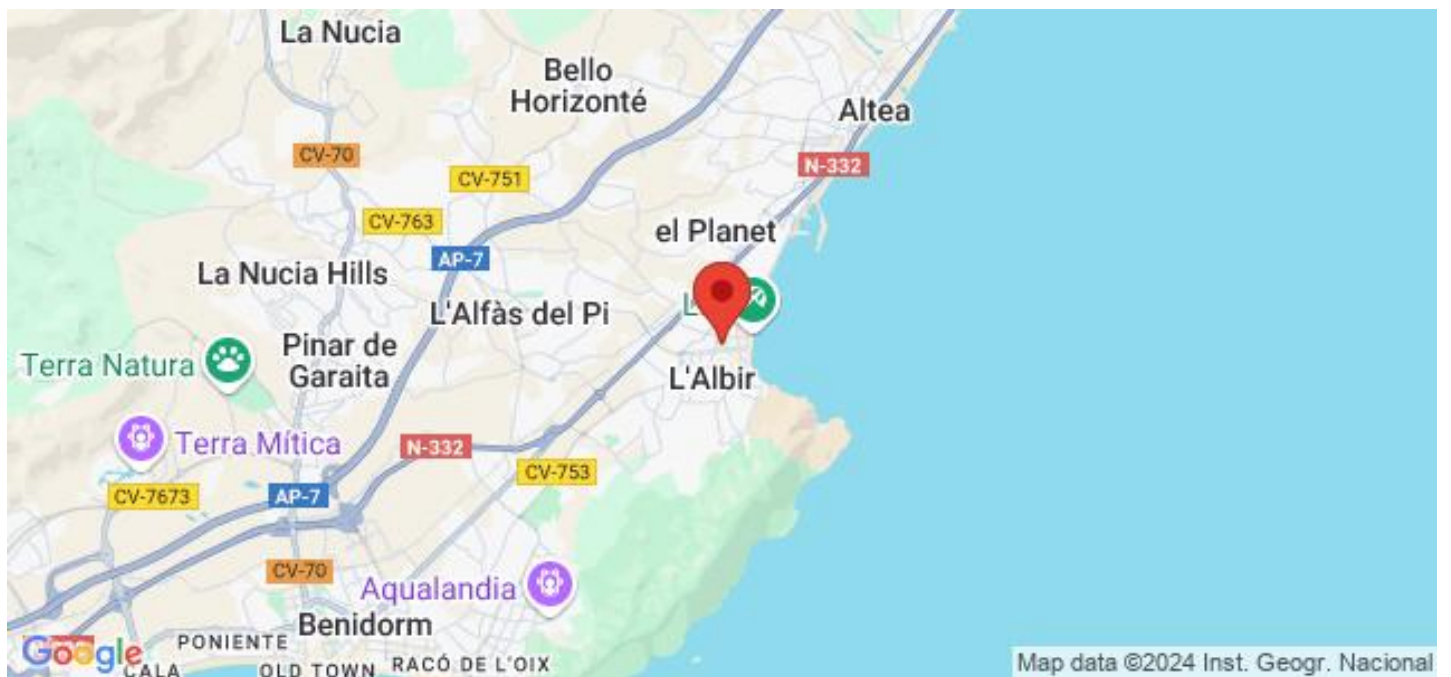 La Nucia
Bello
Horizonté
Altea
CV-70
N-332
CV-751
CV-763
el Planet
AP-7
La Nucia Hills
L'Alfàs del Pi
Pinar de
Garaita
Terra Natura
L'Albir
Terra Mítica
N-332
CV-753
CV-7673
AP-7
CV-70
Aqualandia
Benidorm
PONIENTE
Google
CALA
OLD TOWN
RACÓ DE L'OIX
Map data ©2024 Inst. Geogr. Nacional